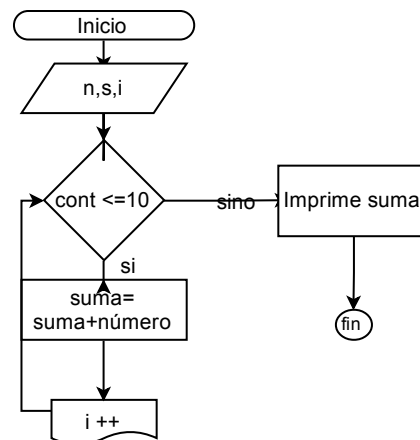 Inicio
n,s,i
cont <=10
sino
Imprime suma
si
suma=
suma+número
fin
i ++